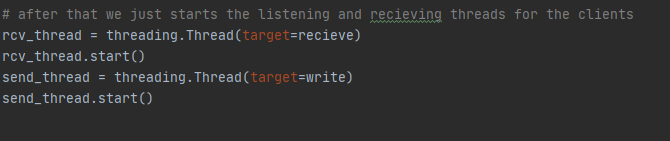 # after that we just starts the listening and recieving threads for the clients
rcv_thread = threading.Thread(target=recieve)
rcv_thread.start()
send_thread = threading.Thread(target=write)
send_thread.start()